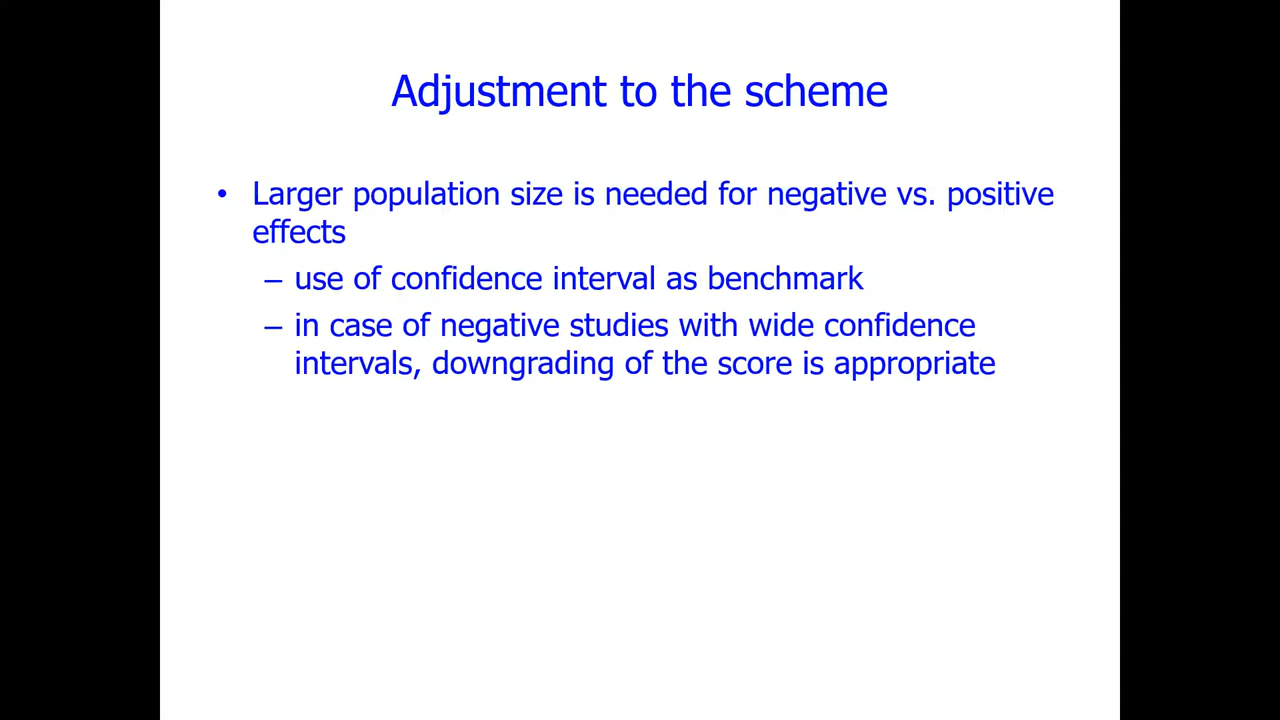 Adjustment to the scheme
• Larger population size is needed for negative vs. positive
effects
– use of confidence interval as benchmark
– in case of negative studies with wide confidence
intervals, downgrading of the score is appropriate